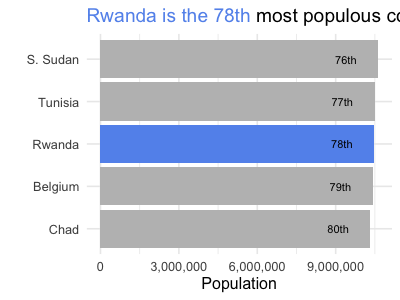 Rwanda is the 78th most populous
S. Sudan 76th
Tunisia 77th
Rwanda 78th
Belgium 79th
Chad 80th
0 3,000,000 6,000,000 9,000,000
Population